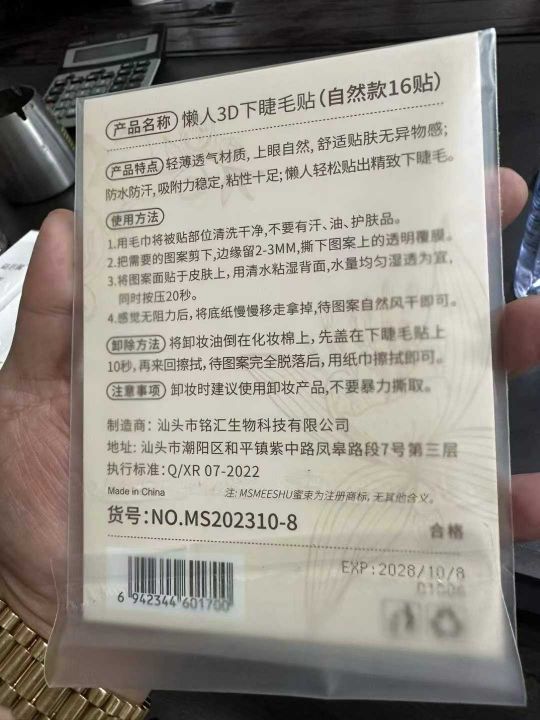 产品名称 懒人3D下睫毛贴(自然款16贴)
产品特点 轻薄透气材质, 上眼自然, 舒适贴肤无异物感;
防水防汗, 吸附力稳定, 粘性十足; 懒人轻松贴出精致下睫毛。
使用方法
1.用毛巾将被贴部位清洗干净,不要有汗、油、护肤品。
2.把需要的图案剪下, 边缘留2-3MM, 撕下图案上的透明覆膜。
3.将图案面贴于皮肤上, 用清水粘湿背面, 水量均匀湿透为宜,
同时按压20秒。
4.感觉无阻力后, 将底纸慢慢移走拿掉, 待图案自然风干即可。
卸除方法 将卸妆油倒在化妆棉上, 先盖在下睫毛贴上
10秒, 再来回擦拭, 待图案完全脱落后, 用纸巾擦拭即可。
注意事项 卸妆时建议使用卸妆产品, 不要暴力撕取。
制造商: 汕头市铭汇生物科技有限公司
地址: 汕头市潮阳区和平镇紫中路凤皋路段7号第三层
执行标准: Q/XR 07-2022
Made in China
注: MSMEESHU蜜束为注册商标, 无其他含义。
货号: NO.MS202310-8
合格
EXP:2028/10/8
6 942344 601700